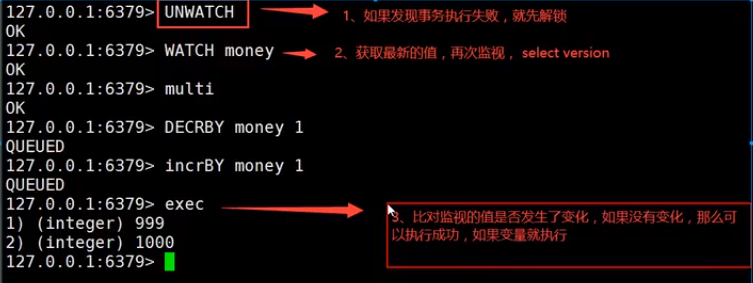 127.0.0.1:6379> UNWATCH
1、如果发现事务执行失败，就先解锁
OK
127.0.0.1:6379> WATCH money
2、获取最新的值，再次监视， select version
OK
127.0.0.1:6379> multi
OK
127.0.0.1:6379> DECRBY money 1
QUEUED
127.0.0.1:6379> incrBY money 1
QUEUED
127.0.0.1:6379> exec
3、比对监视的值是否发生了变化，如果没有变化，那么可
以执行成功，如果变量就执行
1) (integer) 999
2) (integer) 1000
127.0.0.1:6379>